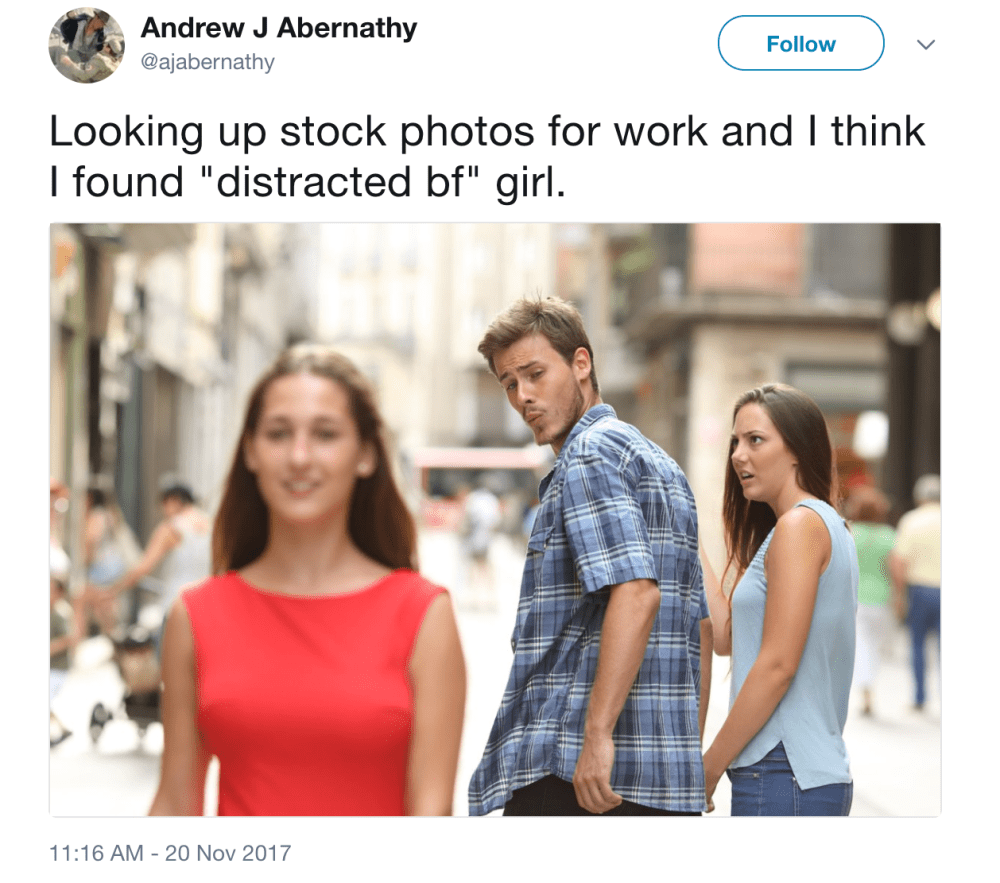 Andrew J Abernathy
@ajabernathy
Follow
Looking up stock photos for work and I think
I found "distracted bf" girl.
11:16 AM - 20 Nov 2017